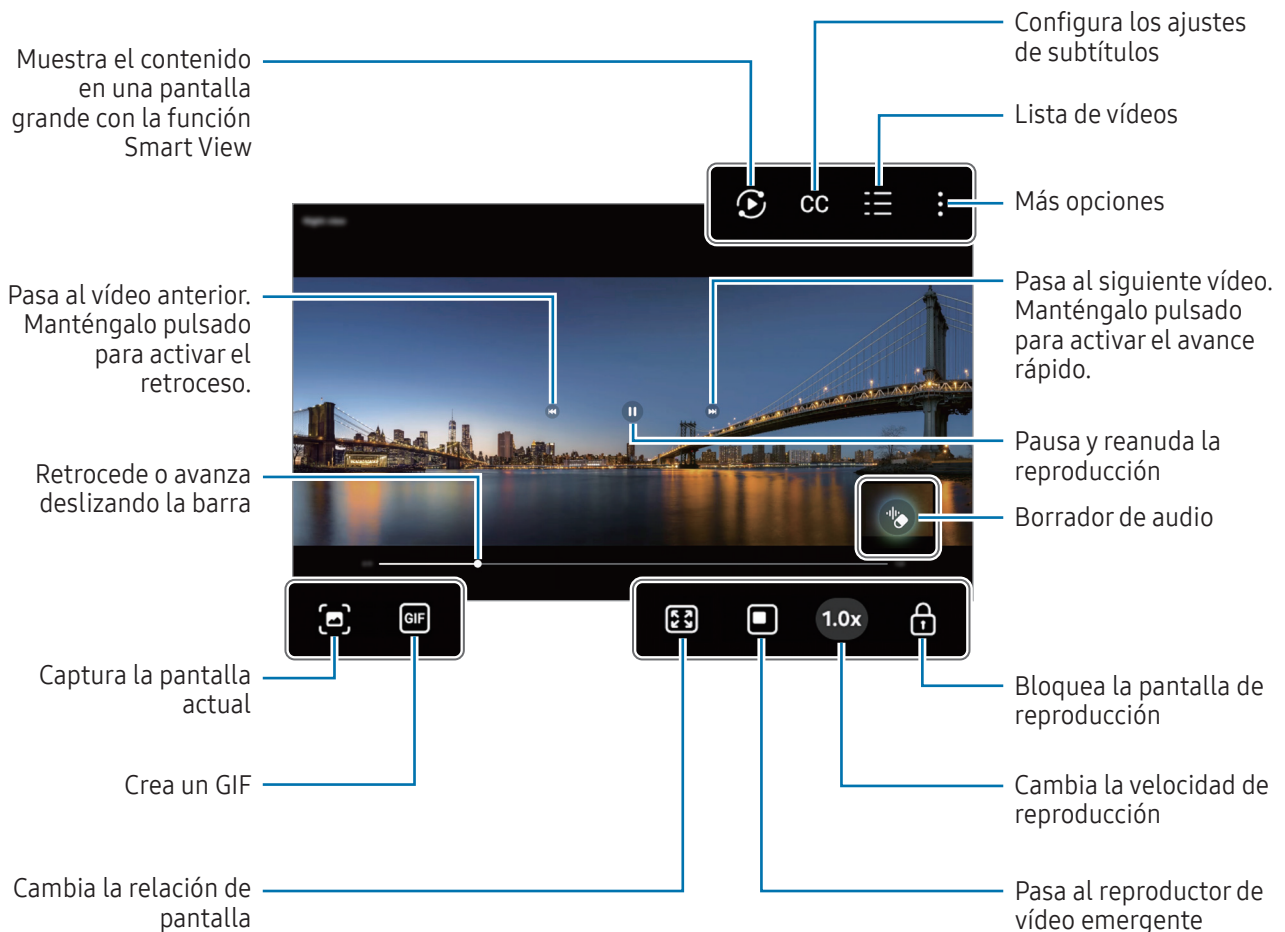 Configura los ajustes
de subtítulos
Muestra el contenido
en una pantalla
grande con la función
Smart View
Lista de vídeos
CC
Más opciones
Pasa al vídeo anterior.
Manténgalo pulsado
para activar el
retroceso.
Pasa al siguiente vídeo.
Manténgalo pulsado
para activar el avance
rápido.
Pausa y reanuda la
reproducción
Retrocede o avanza
deslizando la barra
Borrador de audio
GIF
1.0x
Captura la pantalla
actual
Bloquea la pantalla de
reproducción
Crea un GIF
Cambia la velocidad de
reproducción
Cambia la relación de
pantalla
Pasa al reproductor de
vídeo emergente